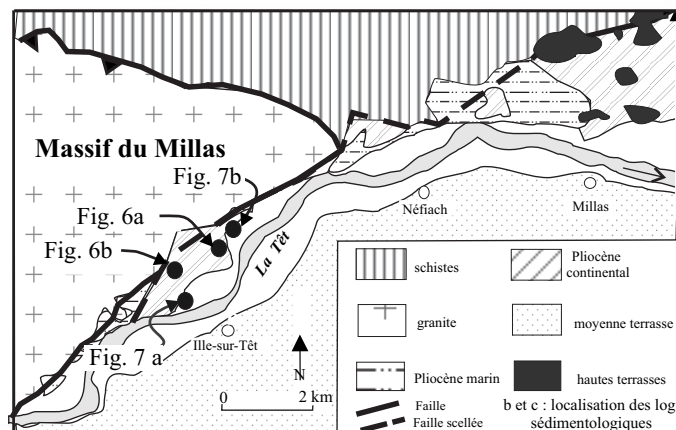 Massif du Millas
Fig. 7b
Fig. 6a
Fig. 6b
Fig. 7 a
La Têt
Néfiach
Millas
Ille-sur-Têt
N
0 2 km
schistes
Pliocène
continental
granite
moyenne terrasse
Pliocène marin
hautes terrasses
Faille
Faille scellée
b et c : localisation des log
sédimentologiques